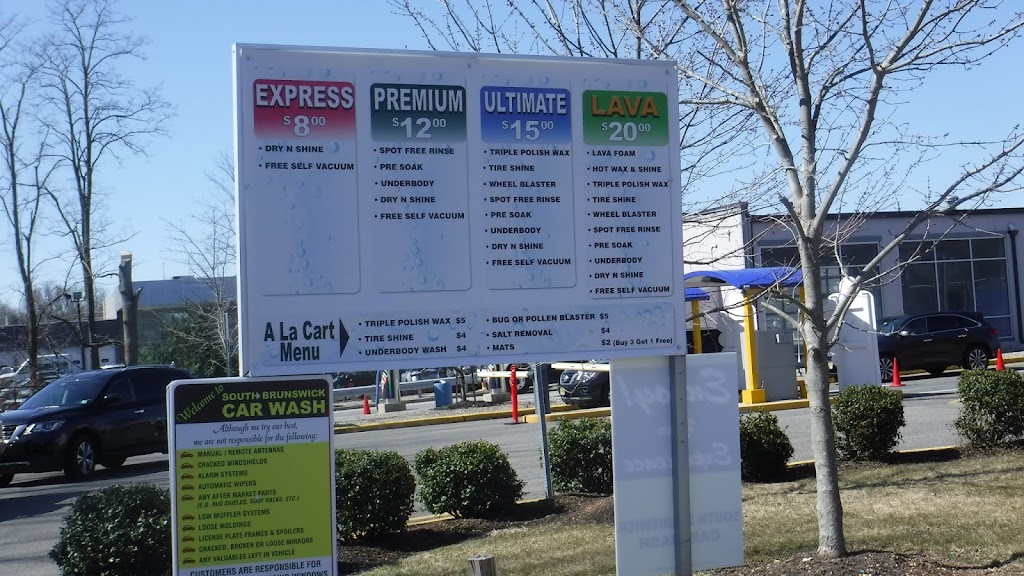 EXPRESS
$8.00
• DRY N SHINE
• FREE SELF VACUUM
PREMIUM
$12.00
• SPOT FREE RINSE
• PRE SOAK
• UNDERBODY
• DRY N SHINE
• FREE SELF VACUUM
ULTIMATE
$15.00
• TRIPLE POLISH WAX
• TIRE SHINE
• WHEEL BLASTER
• SPOT FREE RINSE
• PRE SOAK
• UNDERBODY
• DRY N SHINE
• FREE SELF VACUUM
LAVA
$20.00
• LAVA FOAM
• HOT WAX & SHINE
• TRIPLE POLISH WAX
• TIRE SHINE
• WHEEL BLASTER
• SPOT FREE RINSE
• PRE SOAK
• UNDERBODY
• DRY N SHINE
• FREE SELF VACUUM
A La Cart
Menu
• TRIPLE POLISH WAX $5
• TIRE SHINE $4
• UNDERBODY WASH $4
• BUG OR POLLEN BLASTER $5
• SALT REMOVAL $4
• MATS $2 (Buy 3 Get 1 Free)
Welcome to
SOUTH BRUNSWICK
CAR WASH
Although we try our best,
we are not responsible for the following:
MANUAL / REMOTE ANTENNAS
CRACKED WINDSHIELDS
ALARM SYSTEMS
AUTOMATIC WIPERS
ANY AFTER MARKET PARTS
(E.G. BUG SHIELDS, ROOF RACKS, ETC.)
LOW MUFFLER SYSTEMS
LOOSE MOLDINGS
LICENSE PLATE FRAMES & SPOILERS
CRACKED, BROKEN OR LOOSE MIRRORS
ANY VALUABLES LEFT IN VEHICLE
CUSTOMERS ARE RESPONSIBLE FOR
WINDOWS